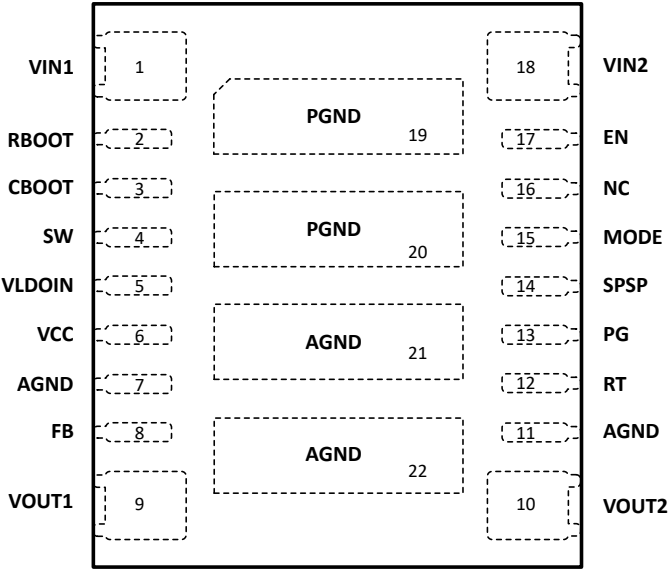 VIN1 1 18 VIN2
PGND 19
RBOOT 2 17 EN
CBOOT 3 16 NC
PGND 20
SW 4 15 MODE
VLDOIN 5 14 SPSP
VCC 6 13 PG
AGND 21
AGND 7 12 RT
FB 8 11 AGND
AGND 22
VOUT1 9 10 VOUT2